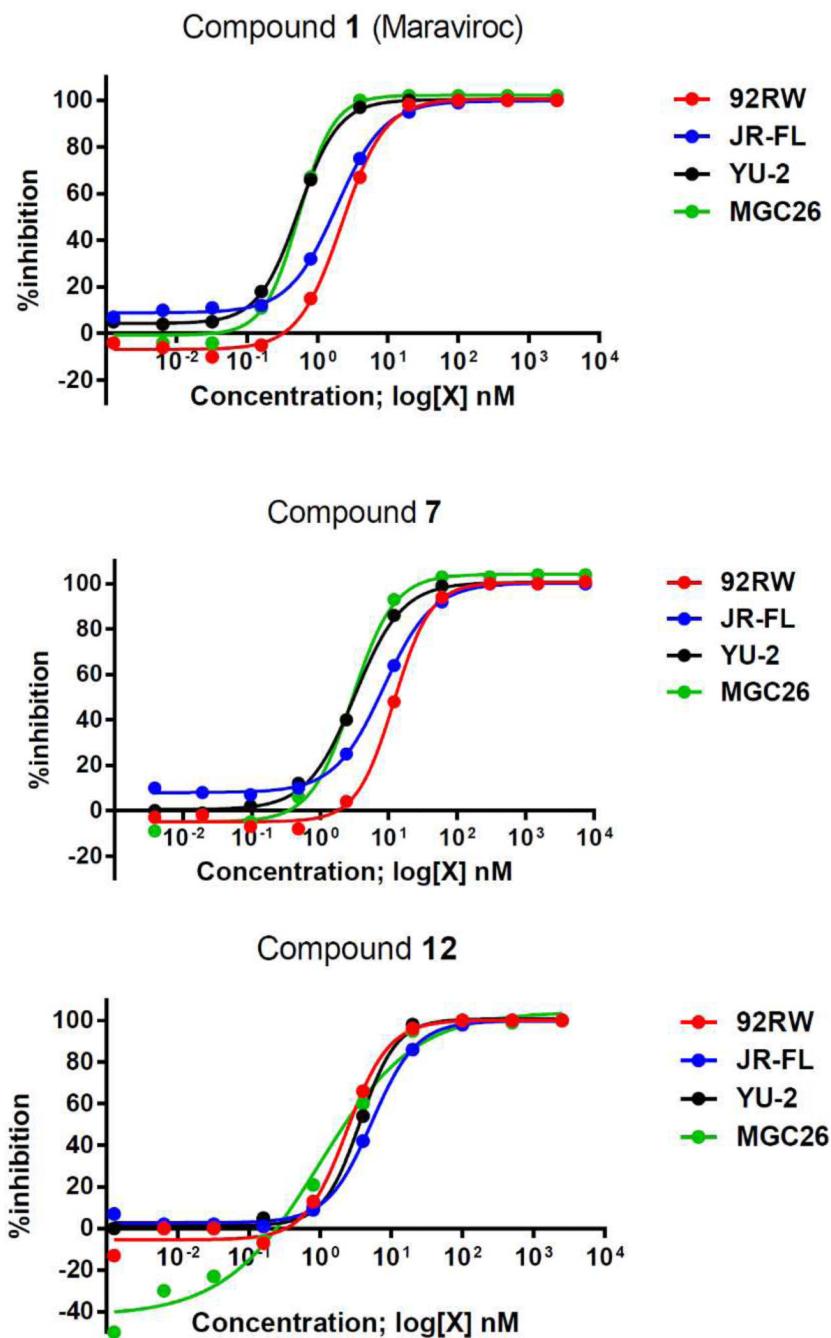 Compound 1 (Maraviroc)
100
80
60
40
20
0
-20
%inhibition
10-2 10-1 100 101 102 103 104
Concentration; log[X] nM
92RW
JR-FL
YU-2
MGC26
Compound 7
100
80
60
40
20
0
-20
%inhibition
10-2 10-1 100 101 102 103 104
Concentration; log[X] nM
92RW
JR-FL
YU-2
MGC26
Compound 12
100
80
60
40
20
0
-20
-40
%inhibition
10-2 10-1 100 101 102 103 104
Concentration; log[X] nM
92RW
JR-FL
YU-2
MGC26